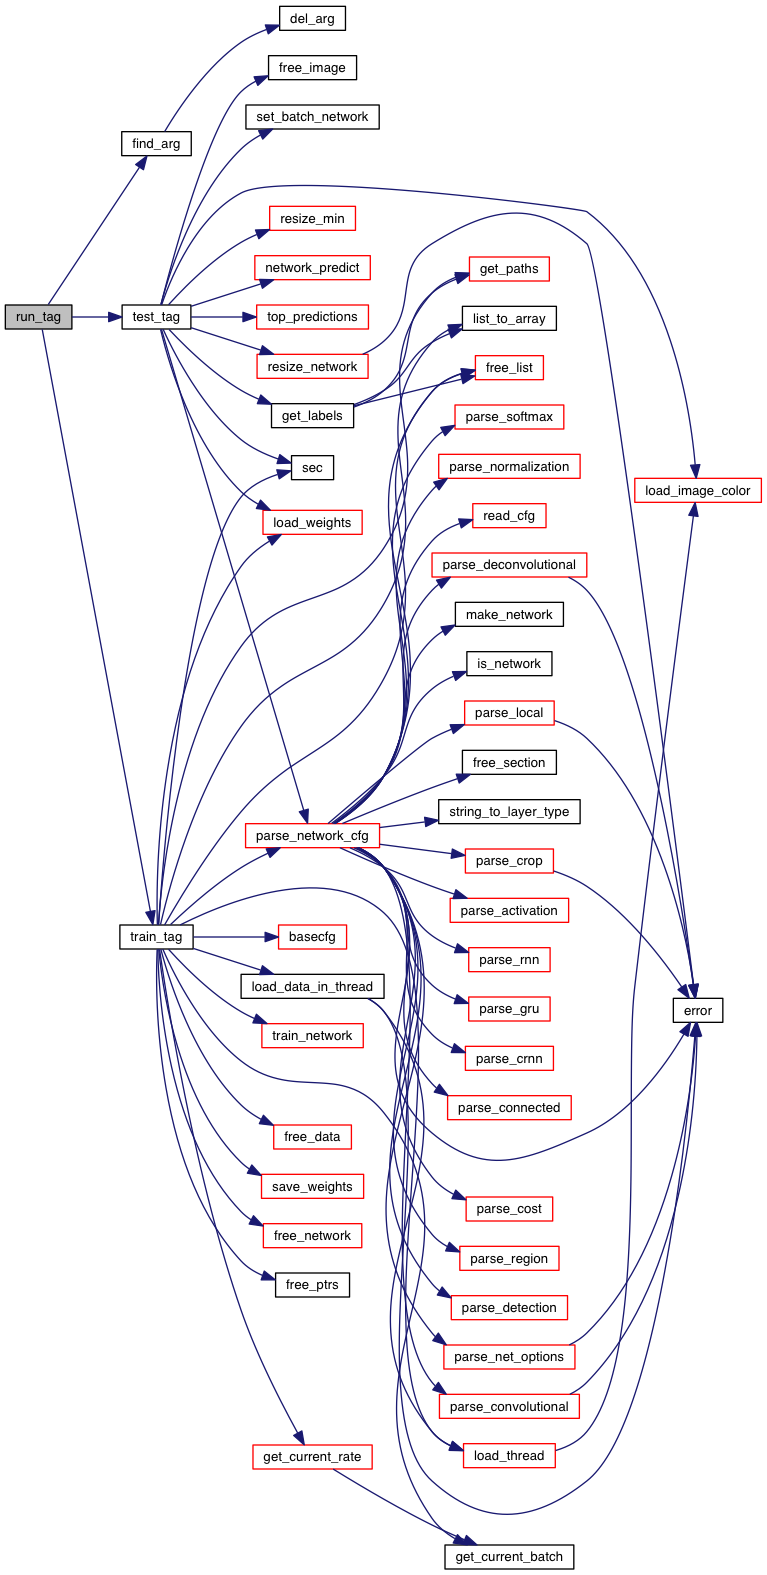 del_arg
free_image
set_batch_network
find_arg
resize_min
network_predict
get_paths
run_tag
test_tag
top_predictions
list_to_array
resize_network
free_list
get_labels
parse_softmax
sec
parse_normalization
load_image_color
load_weights
read_cfg
parse_deconvolutional
make_network
is_network
parse_local
free_section
string_to_layer_type
parse_network_cfg
parse_crop
parse_activation
train_tag
basecfg
parse_rnn
load_data_in_thread
parse_gru
error
train_network
parse_crnn
parse_connected
free_data
save_weights
parse_cost
free_network
parse_region
free_ptrs
parse_detection
parse_net_options
parse_convolutional
get_current_rate
load_thread
get_current_batch